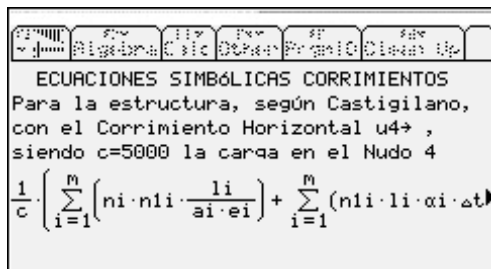 Algebra Calc Other PrgmIO Clean Up
ECUACIONES SIMBóLICAS CORRIMIENTOS
Para la estructura, según Castigilano,
con el Corrimiento Horizontal u4→ ,
siendo c=5000 la carga en el Nudo 4
1/c·(∑_{i=1}^{m}(ni·n1i·li/(ai·ei)) + ∑_{i=1}^{m}(n1i·li·αi·△t▶